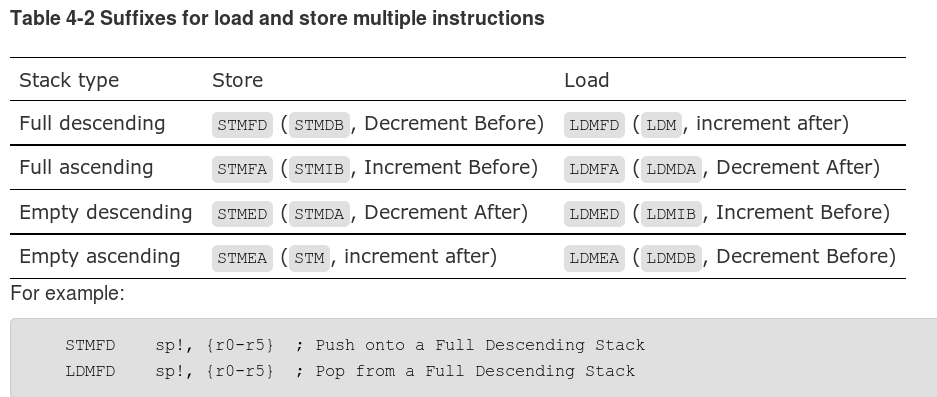 Table 4-2 Suffixes for load and store multiple instructions
Stack type Store Load
Full descending STMFD (STMDB, Decrement Before) LDMFD (LDM, increment after)
Full ascending STMFA (STMIB, Increment Before) LDMFA (LDMDA, Decrement After)
Empty descending STMED (STMDA, Decrement After) LDMED (LDMIB, Increment Before)
Empty ascending STMEA (STM, increment after) LDMEA (LDMDB, Decrement Before)
For example:
STMFD sp!, {r0-r5} ; Push onto a Full Descending Stack
LDMFD sp!, {r0-r5} ; Pop from a Full Descending Stack